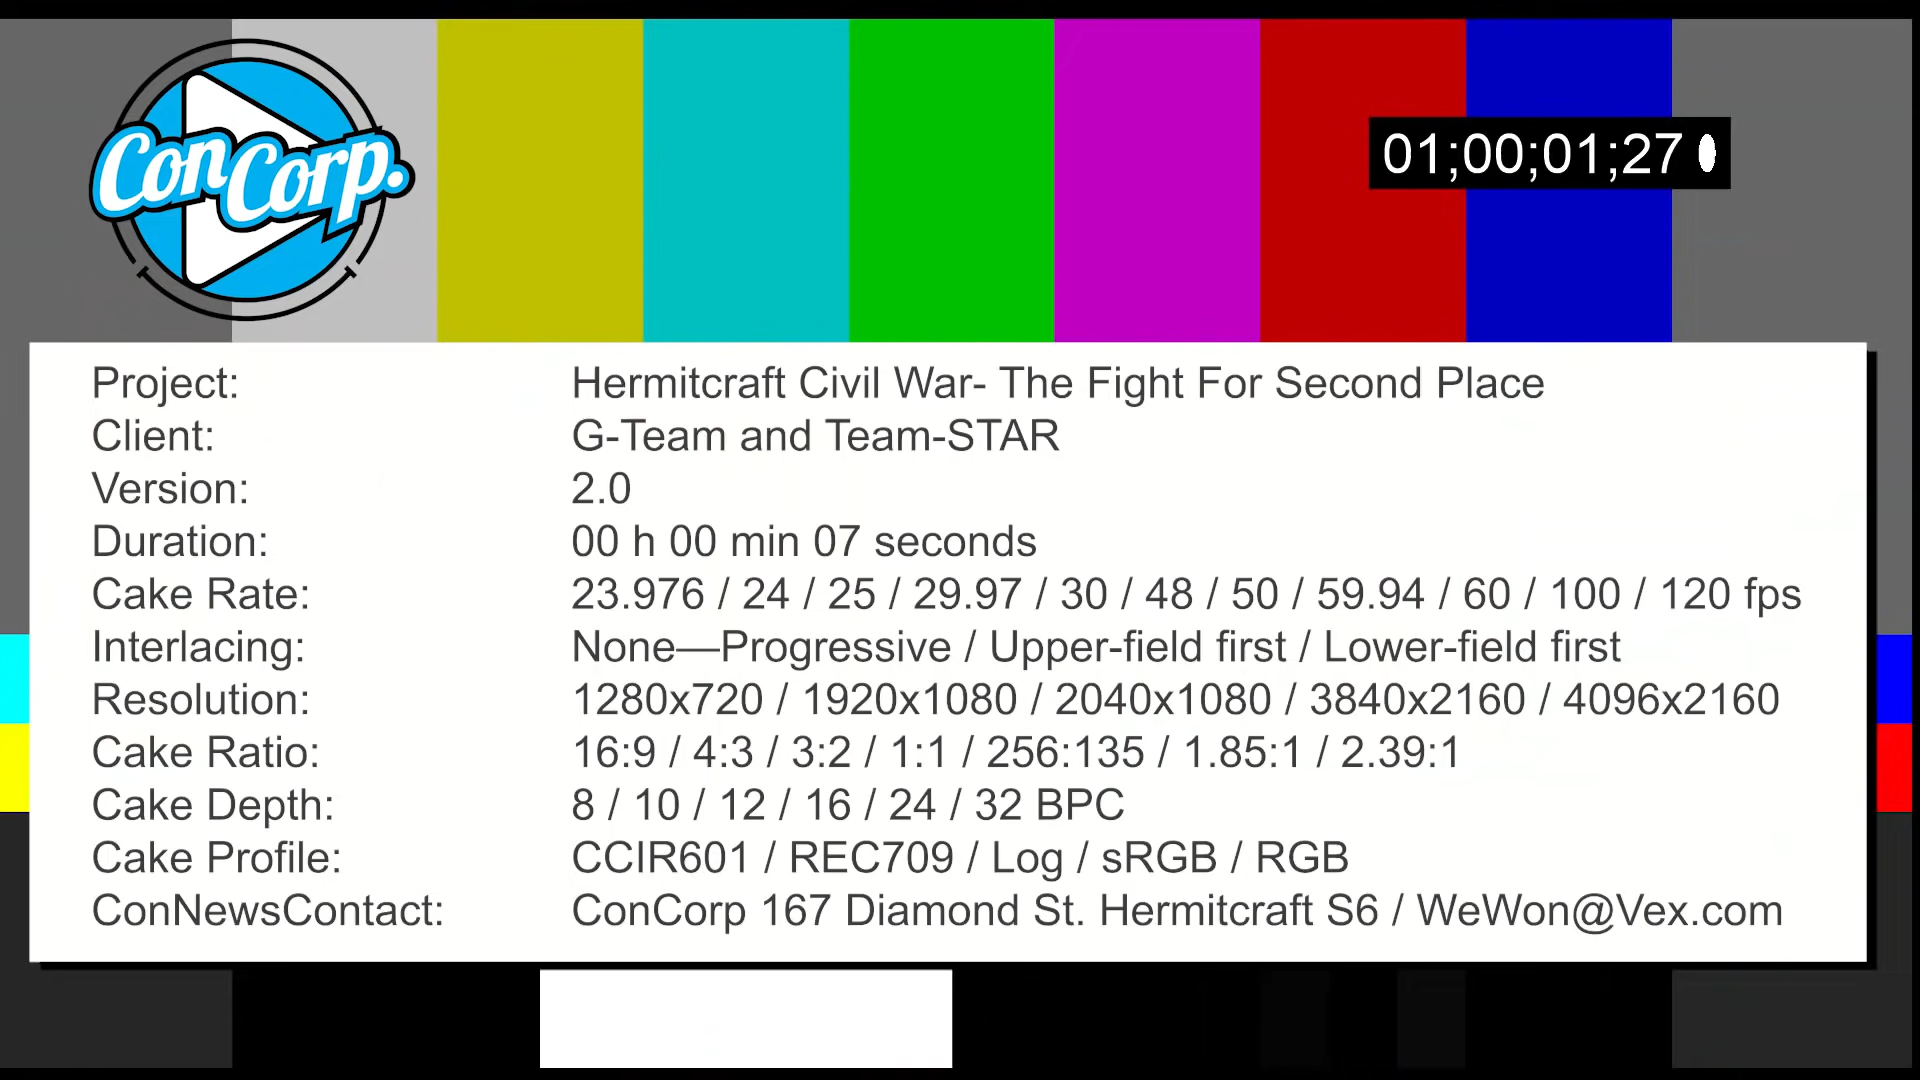 ConCorp.
01;00;01;27
Project: Hermitcraft Civil War- The Fight For Second Place
Client: G-Team and Team-STAR
Version: 2.0
Duration: 00 h 00 min 07 seconds
Cake Rate: 23.976 / 24 / 25 / 29.97 / 30 / 48 / 50 / 59.94 / 60 / 100 / 120 fps
Interlacing: None—Progressive / Upper-field first / Lower-field first
Resolution: 1280x720 / 1920x1080 / 2040x1080 / 3840x2160 / 4096x2160
Cake Ratio: 16:9 / 4:3 / 3:2 / 1:1 / 256:135 / 1.85:1 / 2.39:1
Cake Depth: 8 / 10 / 12 / 16 / 24 / 32 BPC
Cake Profile: CCIR601 / REC709 / Log / sRGB / RGB
ConNewsContact: ConCorp 167 Diamond St. Hermitcraft S6 / WeWon@Vex.com